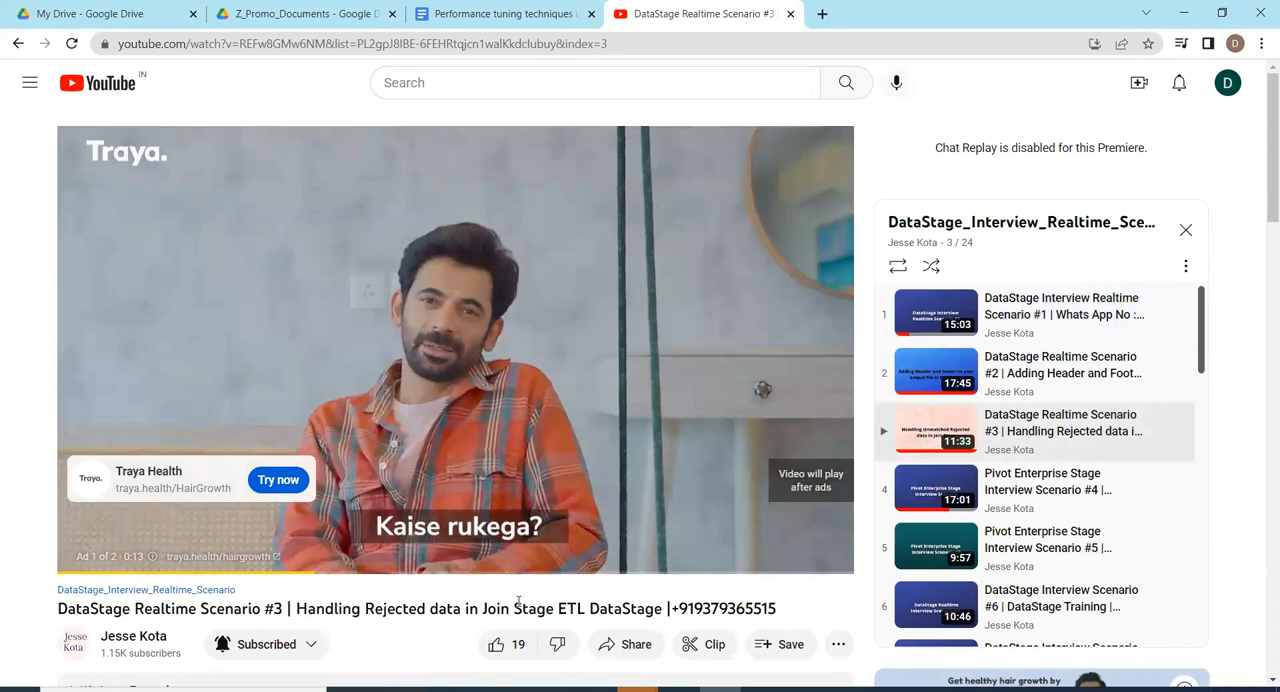 My Drive - Google Drive
Z_Promo_Documents - Google D
Performance tuning techniques i
DataStage Realtime Scenario #3
youtube.com/watch?v=REFw8GMw6NM&list=PL2gpJ8IBE-6FEHRtqjcn1walKkdcIubuy&index=3
D
YouTube IN
Search
D
Traya.
Traya.
Traya Health
traya.health/HairGrowth
Try now
Video will play
after ads
Kaise rukega?
Ad 1 of 2 · 0:13
traya.health/hairgrowth
Chat Replay is disabled for this Premiere.
DataStage_Interview_Realtime_Sce...
Jesse Kota - 3 / 24
1
15:03
DataStage Interview Realtime
Scenario #1 | Whats App No :...
Jesse Kota
2
17:45
DataStage Realtime Scenario
#2 | Adding Header and Foot...
Jesse Kota
11:33
DataStage Realtime Scenario
#3 | Handling Rejected data i...
Jesse Kota
4
17:01
Pivot Enterprise Stage
Interview Scenario #4 |...
Jesse Kota
5
9:57
Pivot Enterprise Stage
Interview Scenario #5 |...
Jesse Kota
6
10:46
DataStage Interview Scenario
#6 | DataStage Training |...
Jesse Kota
Get healthy hair growth by
DataStage_Interview_Realtime_Scenario
DataStage Realtime Scenario #3 | Handling Rejected data in Join Stage ETL DataStage |+919379365515
Jesse
Kota
Jesse Kota
1.15K subscribers
Subscribed
19
Share
Clip
Save